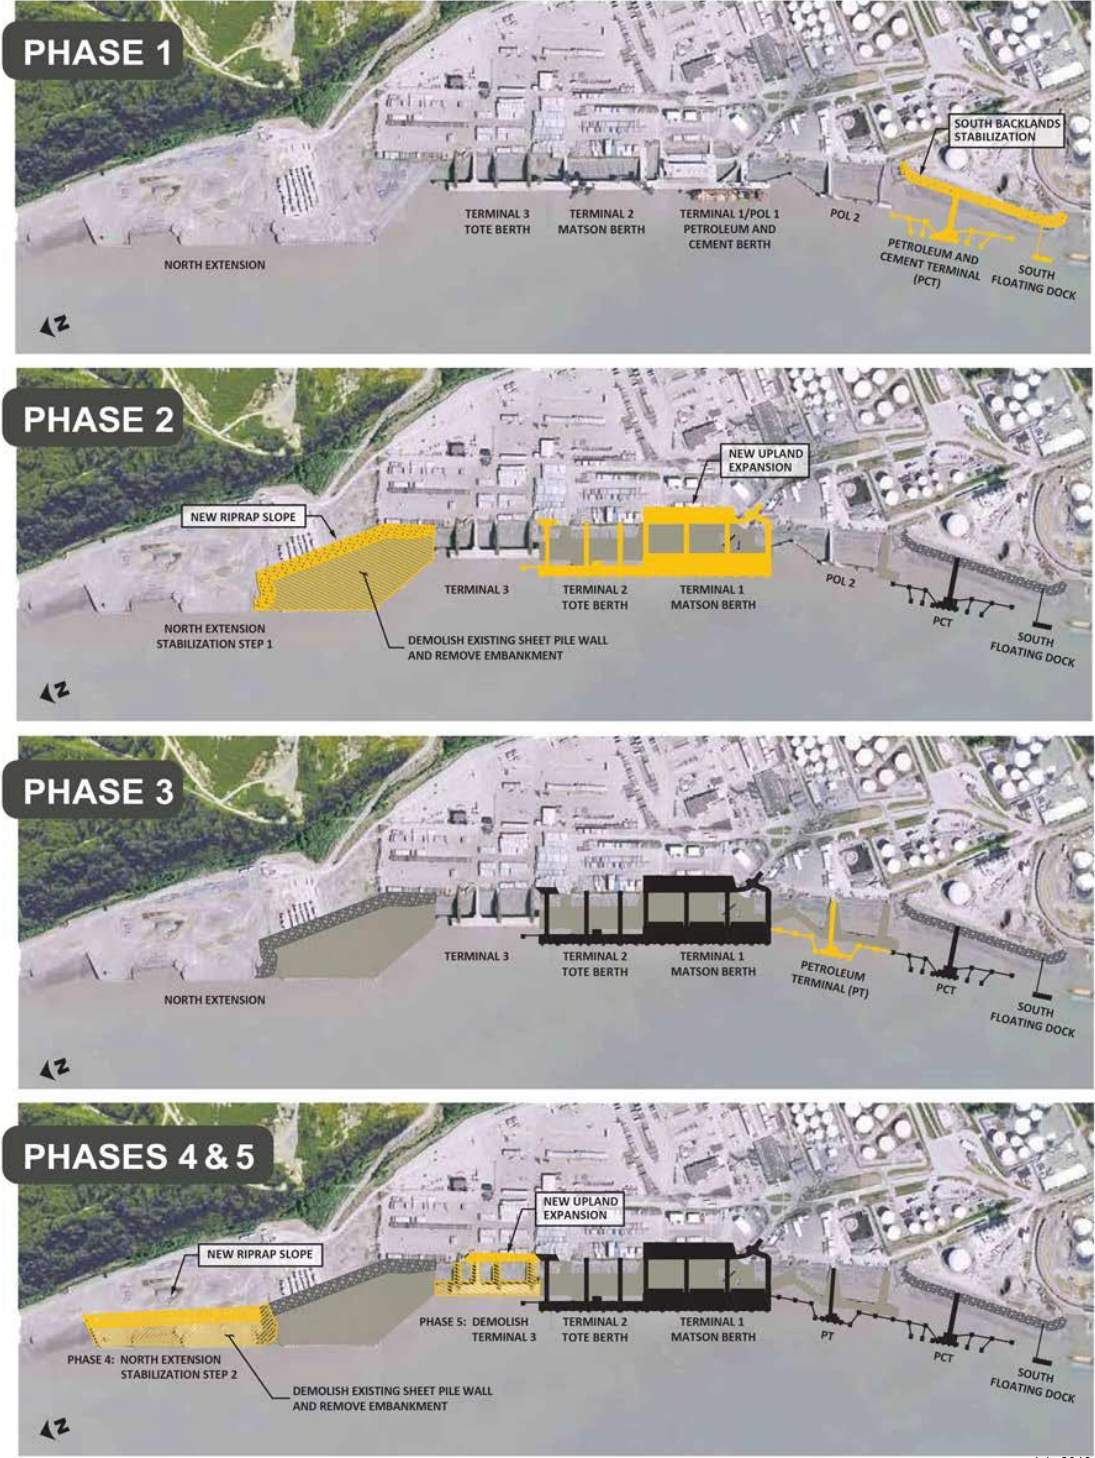 PHASE 1
SOUTH BACKLANDS
STABILIZATION
TERMINAL 3
TOTE BERTH
TERMINAL 2
MATSON BERTH
TERMINAL 1/POL 1
PETROLEUM AND
CEMENT BERTH
POL 2
PETROLEUM AND
CEMENT TERMINAL
(PCT)
SOUTH
FLOATING DOCK
NORTH EXTENSION
N
PHASE 2
NEW UPLAND
EXPANSION
NEW RIPRAP SLOPE
TERMINAL 3
TERMINAL 2
TOTE BERTH
TERMINAL 1
MATSON BERTH
POL 2
PCT
SOUTH
FLOATING DOCK
NORTH EXTENSION
STABILIZATION STEP 1
DEMOLISH EXISTING SHEET PILE WALL
AND REMOVE EMBANKMENT
N
PHASE 3
TERMINAL 3
TERMINAL 2
TOTE BERTH
TERMINAL 1
MATSON BERTH
PETROLEUM
TERMINAL (PT)
PCT
SOUTH
FLOATING DOCK
NORTH EXTENSION
N
PHASES 4 & 5
NEW UPLAND
EXPANSION
NEW RIPRAP SLOPE
PHASE 5: DEMOLISH
TERMINAL 3
TERMINAL 2
TOTE BERTH
TERMINAL 1
MATSON BERTH
PT
PCT
SOUTH
FLOATING DOCK
PHASE 4: NORTH EXTENSION
STABILIZATION STEP 2
DEMOLISH EXISTING SHEET PILE WALL
AND REMOVE EMBANKMENT
N